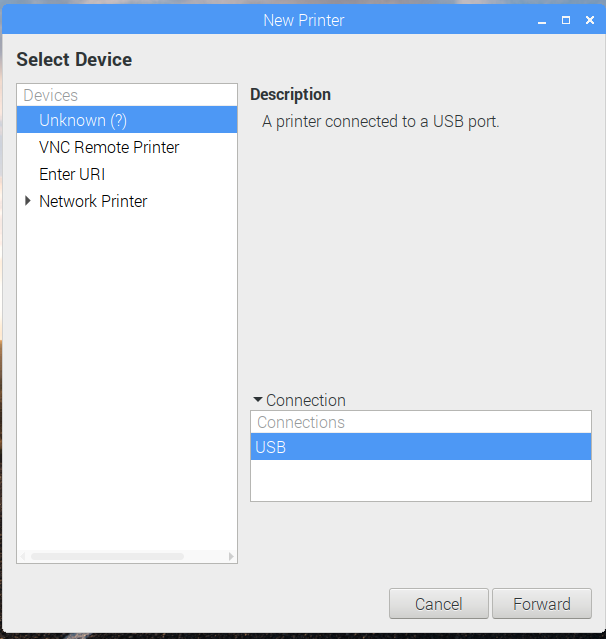 New Printer
Select Device
Devices
Unknown (?)
VNC Remote Printer
Enter URI
Network Printer
Description
A printer connected to a USB port.
Connection
Connections
USB
Cancel
Forward